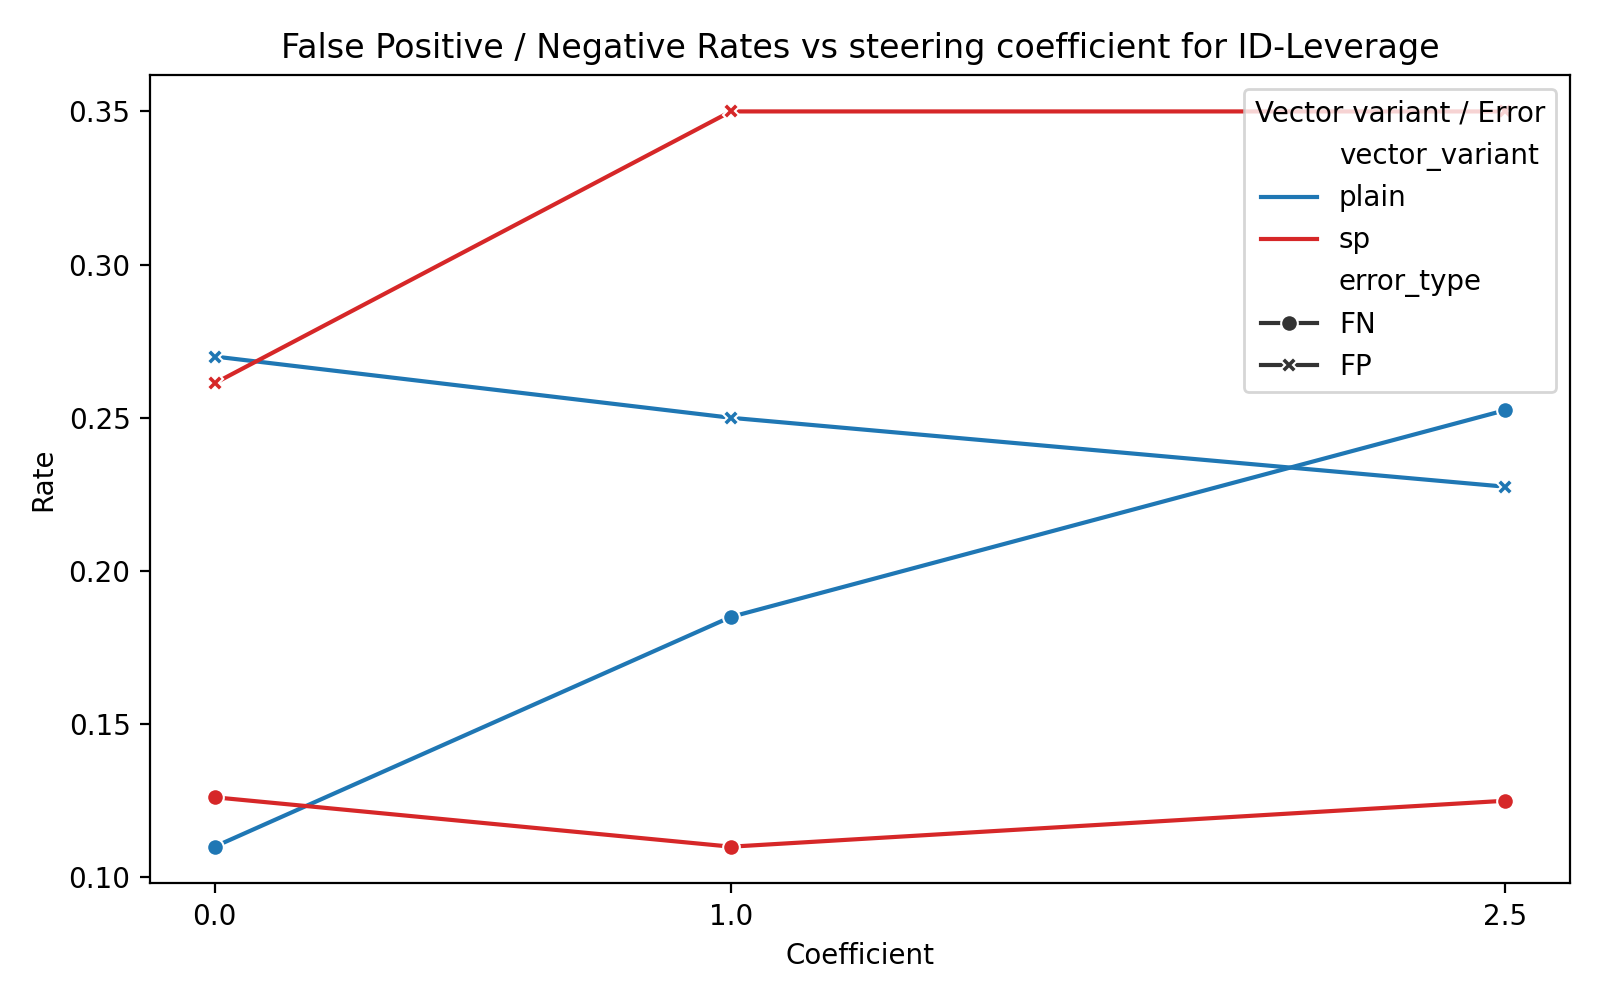 False Positive / Negative Rates vs steering coefficient for ID-Leverage
Vector variant / Error
vector_variant
plain
sp
error_type
FN
FP
Rate
0.35
0.30
0.25
0.20
0.15
0.10
0.0 1.0 2.5
Coefficient